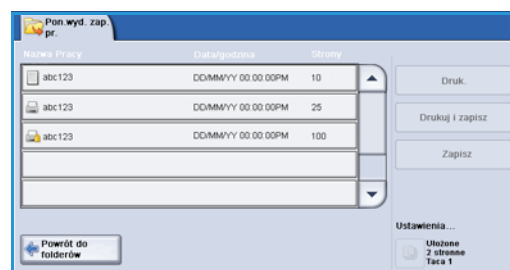 Pon.wyd. zap.
pr.
Nazwa Pracy Data/godzina Strony
abc123 DD/MM/YY 00:00:00PM 10
abc123 DD/MM/YY 00:00:00PM 25
abc123 DD/MM/YY 00:00:00PM 100
Druk.
Drukuj i zapisz
Zapisz
Ustawienia...
Ułożone
2 stronne
Taca 1
Powrót do
folderów